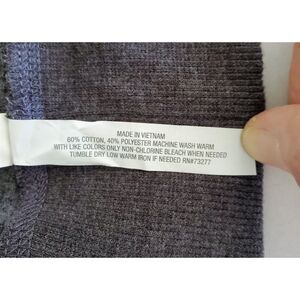 MADE IN VIETNAM
60% COTTON, 40% POLYESTER MACHINE WASH WARM
WITH LIKE COLORS ONLY NON-CHLORINE BLEACH WHEN NEEDED
TUMBLE DRY LOW WARM IRON IF NEEDED RN#73277